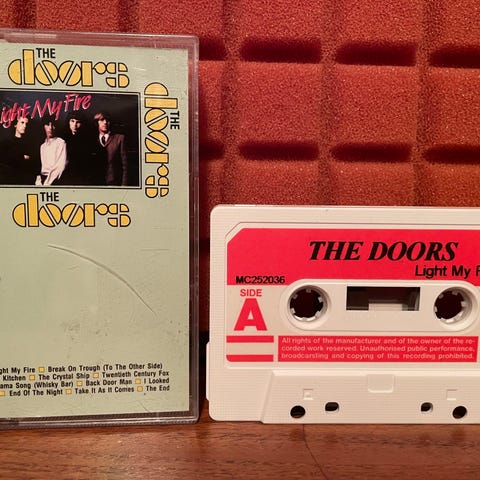 THE
doors
Light My Fire
THE
doors
THE
doors
ght My Fire Break On Trough (To The Other Side)
Kitchen The Crystal Ship Twentieth Century Fox
ama Song (Whisky Bar) Back Door Man I Looked
End Of The Night Take It As It Comes The End
THE DOORS
Light My F
MC252036
SIDE
A
All rights of the manufacturer and of the owner of the re-
corded work reserved. Unauthorised public performance,
broadcasting and copying of this recording prohibited.